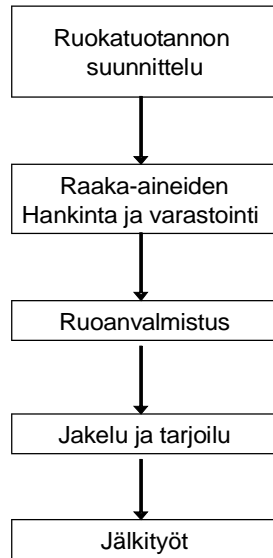 Ruokatuotannon
suunnittelu
Raaka-aineiden
Hankinta ja varastointi
Ruoanvalmistus
Jakelu ja tarjoilu
Jälkityöt